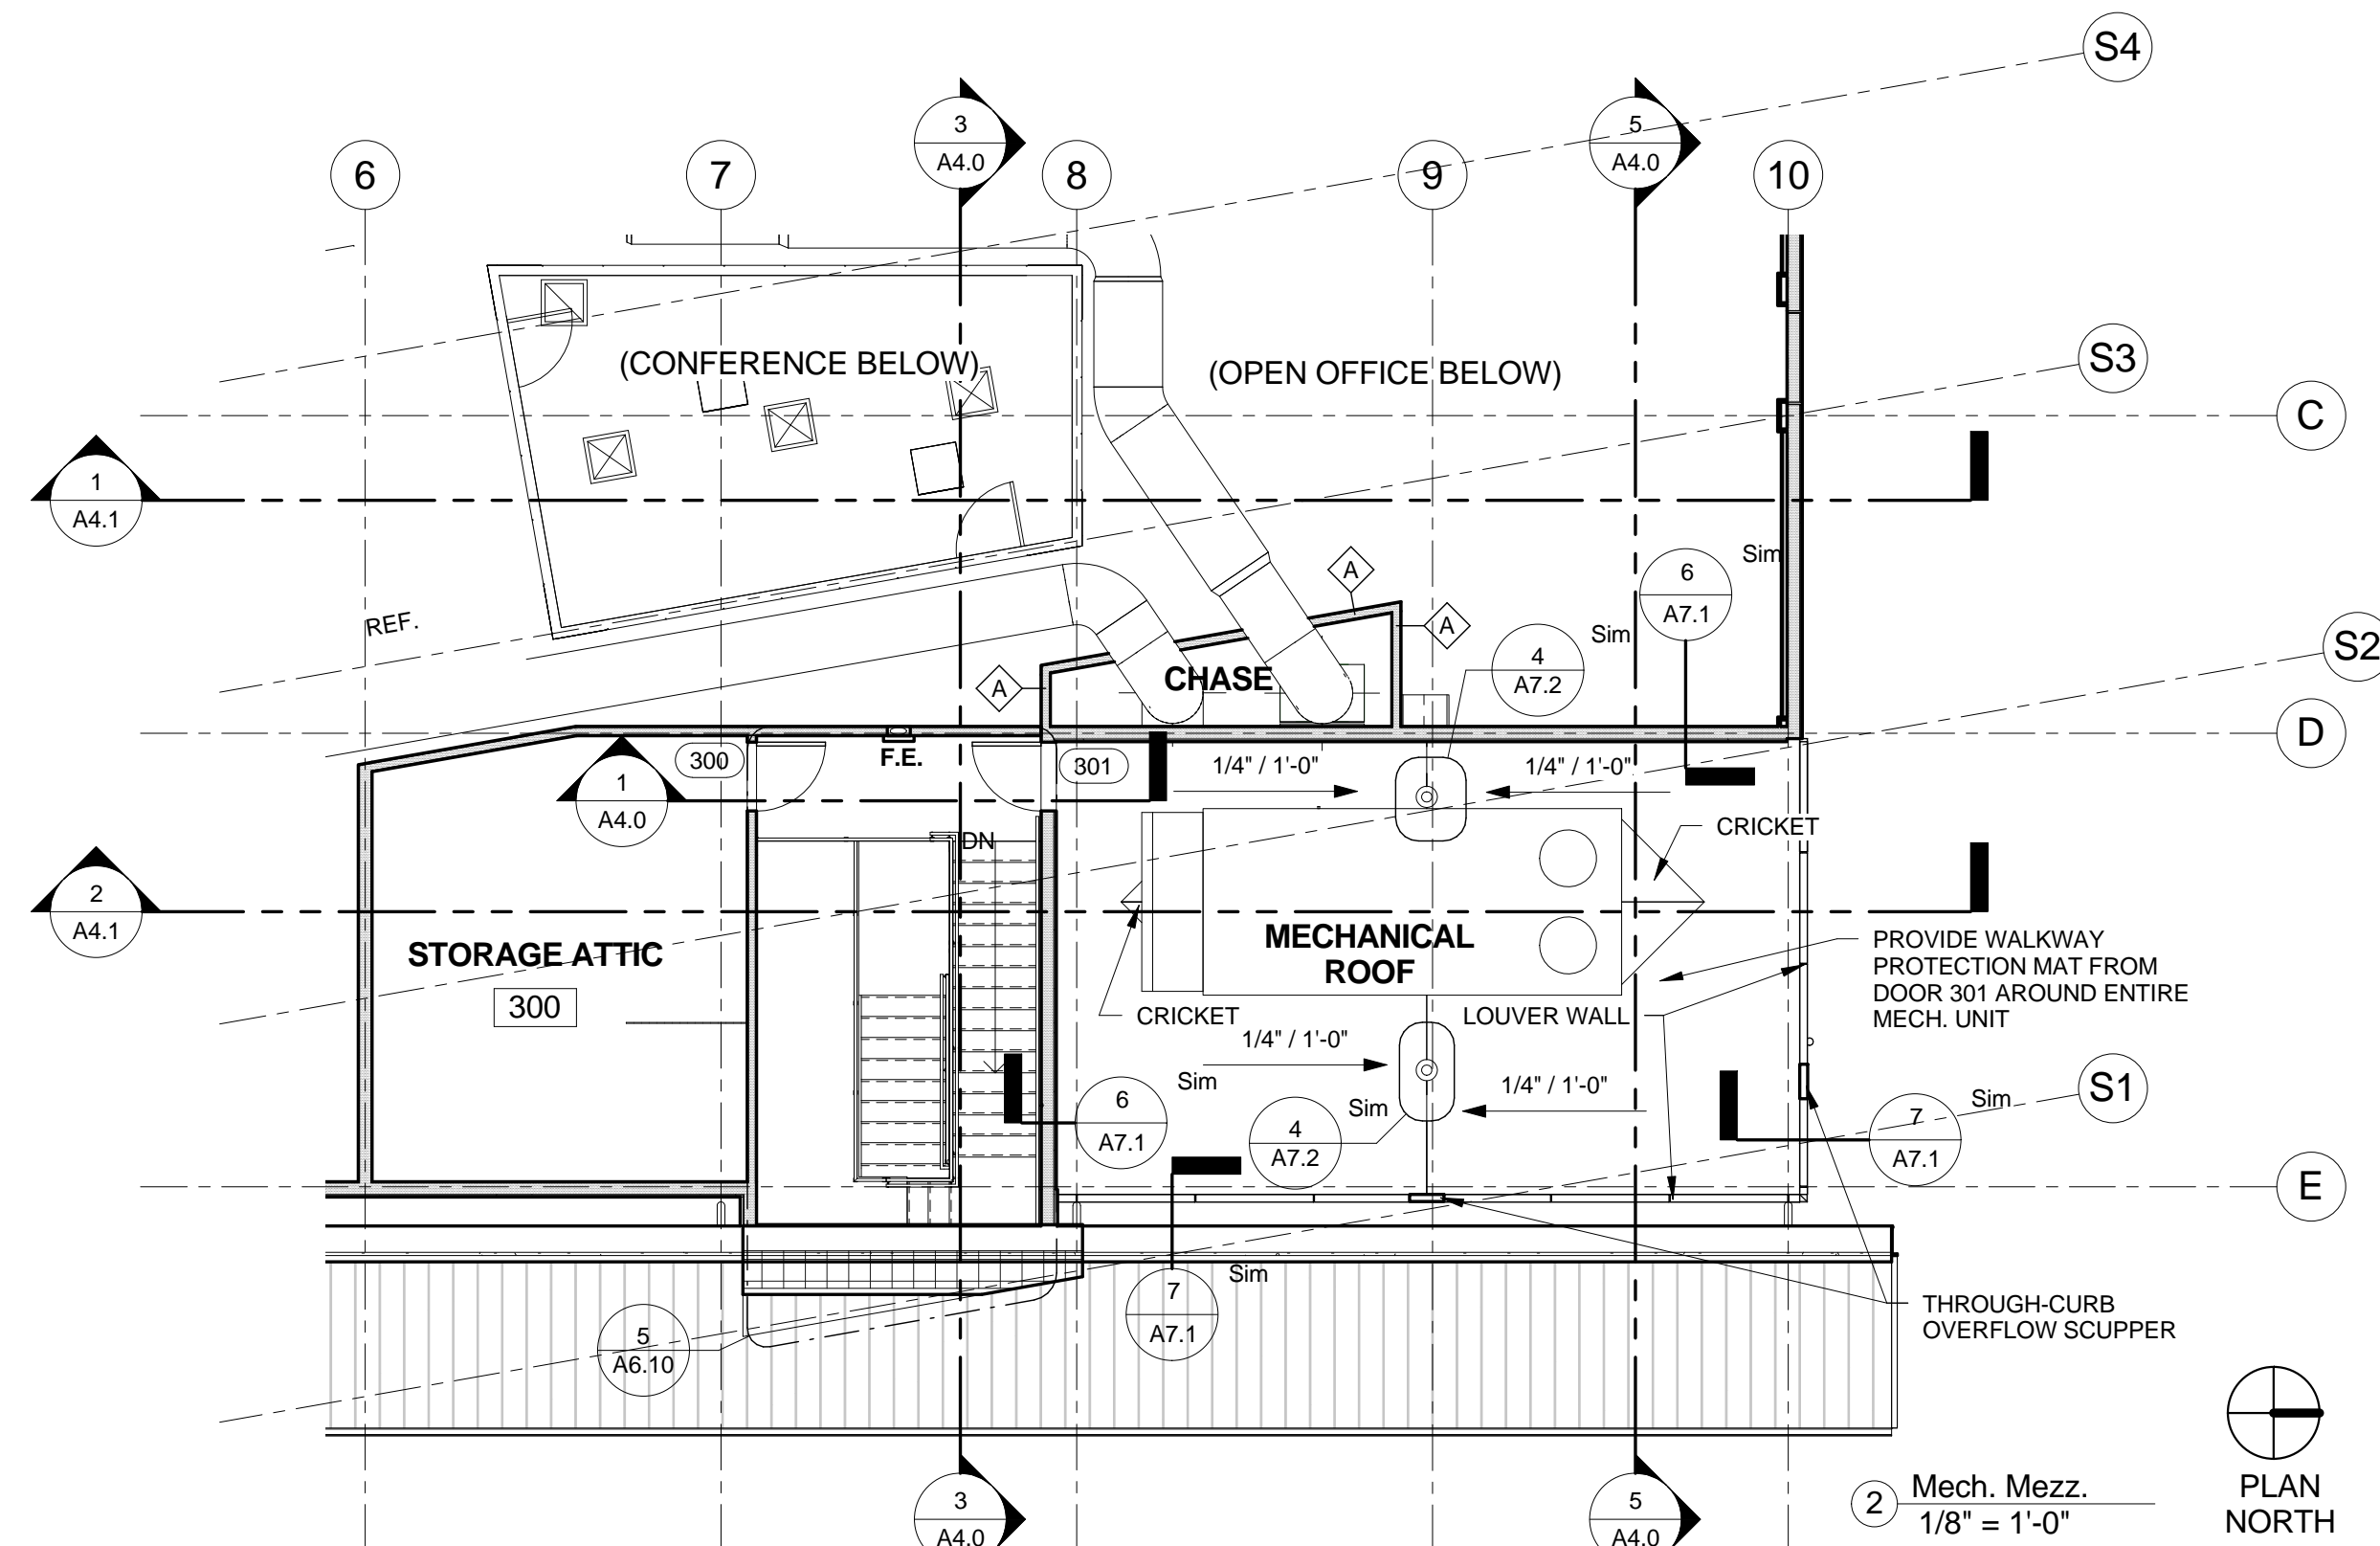 S4
3
A4.0
5
A4.0
6
7
8
9
10
(CONFERENCE BELOW)
(OPEN OFFICE BELOW)
S3
C
1
A4.1
Sim
6
A7.1
A
A
REF.
Sim
4
A7.2
S2
CHASE
A
D
300
F.E.
301
1/4" / 1'-0"
1/4" / 1'-0"
1
A4.0
DN
CRICKET
2
A4.1
STORAGE ATTIC
300
MECHANICAL
ROOF
PROVIDE WALKWAY
PROTECTION MAT FROM
DOOR 301 AROUND ENTIRE
MECH. UNIT
CRICKET
LOUVER WALL
1/4" / 1'-0"
Sim
1/4" / 1'-0"
S1
Sim
6
A7.1
Sim
4
A7.2
7
A7.1
E
Sim
7
A7.1
THROUGH-CURB
OVERFLOW SCUPPER
5
A6.10
3
A4.0
5
A4.0
2
Mech. Mezz.
1/8" = 1'-0"
PLAN
NORTH